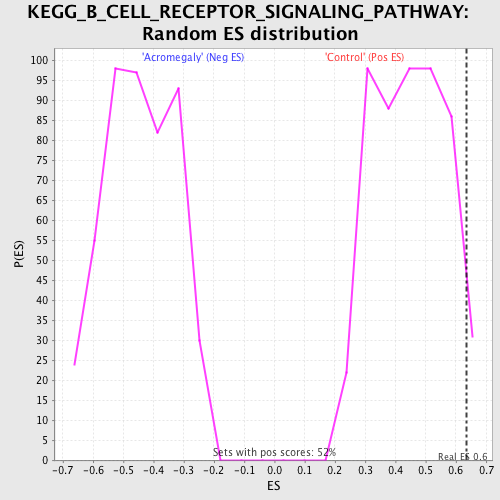 KEGG_B_CELL_RECEPTOR_SIGNALING_PATHWAY:
Random ES distribution
'Acromegaly' (Neg ES)
'Control' (Pos ES)
100
95
90
85
80
75
70
65
60
55
50
45
40
35
30
25
20
15
10
5
0
P(ES)
Sets with pos scores: 52%
Real ES 0.6
-0.7 -0.6 -0.5 -0.4 -0.3 -0.2 -0.1 0.0 0.1 0.2 0.3 0.4 0.5 0.6 0.7
ES